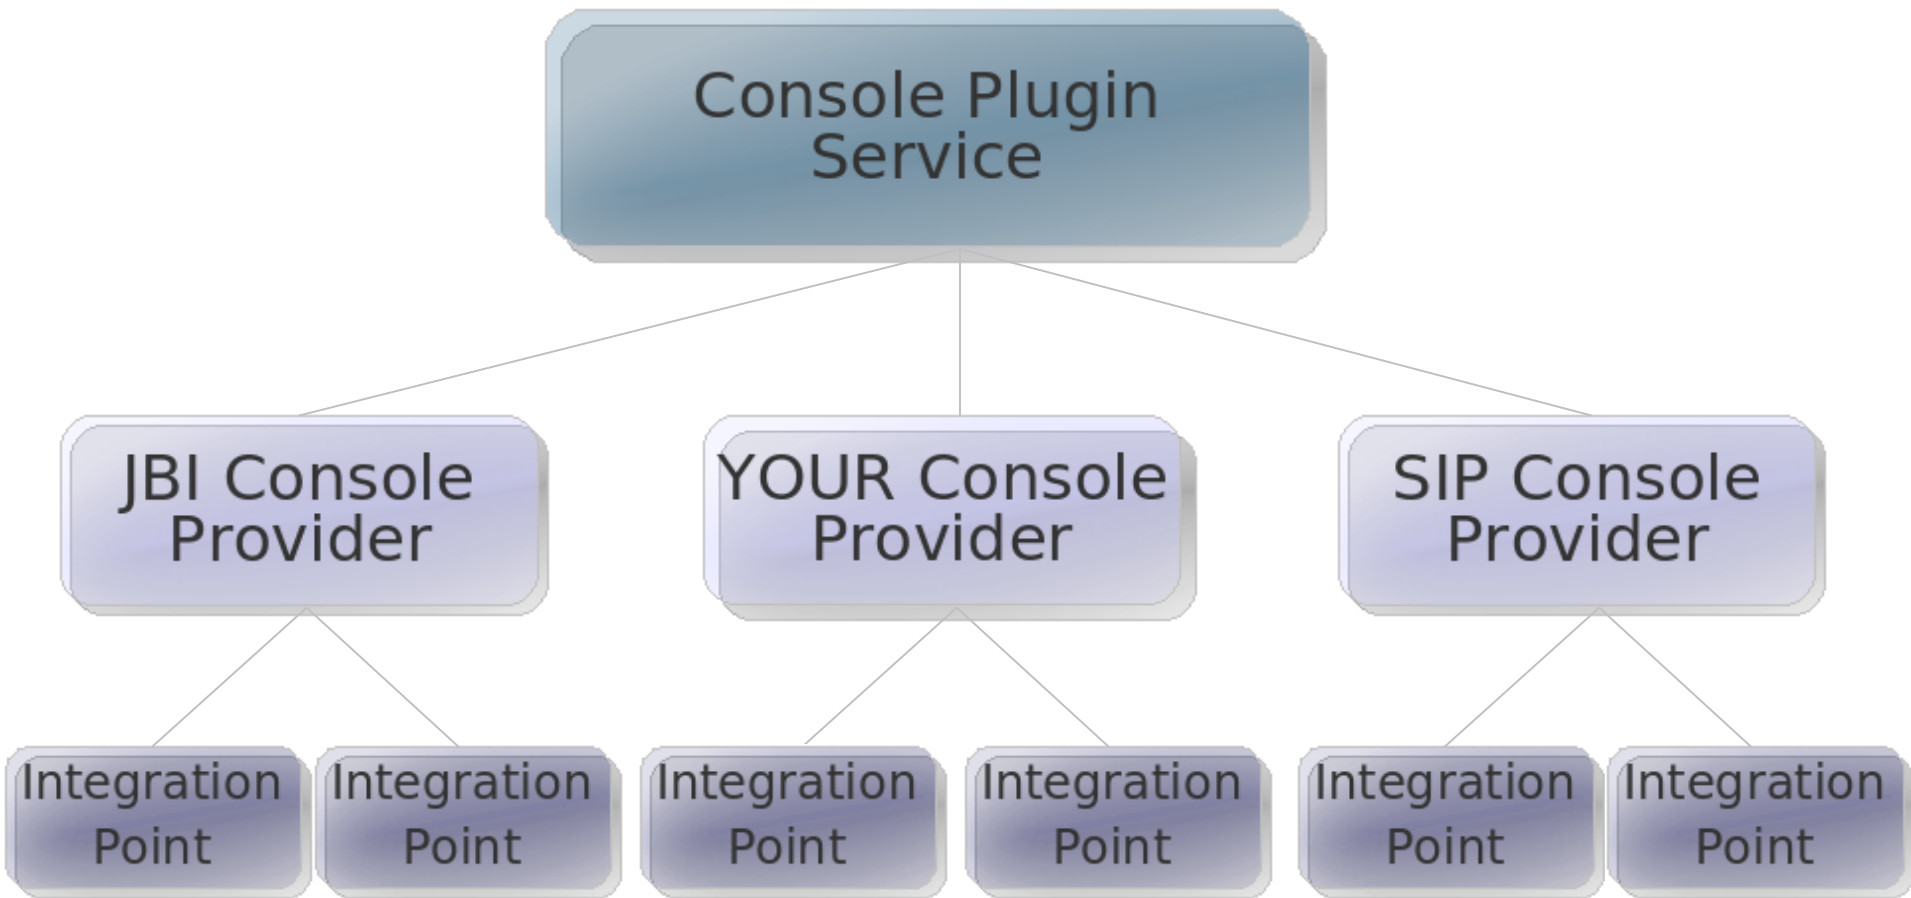 Console Plugin
Service
JBI Console
Provider
YOUR Console
Provider
SIP Console
Provider
Integration
Point
Integration
Point
Integration
Point
Integration
Point
Integration
Point
Integration
Point